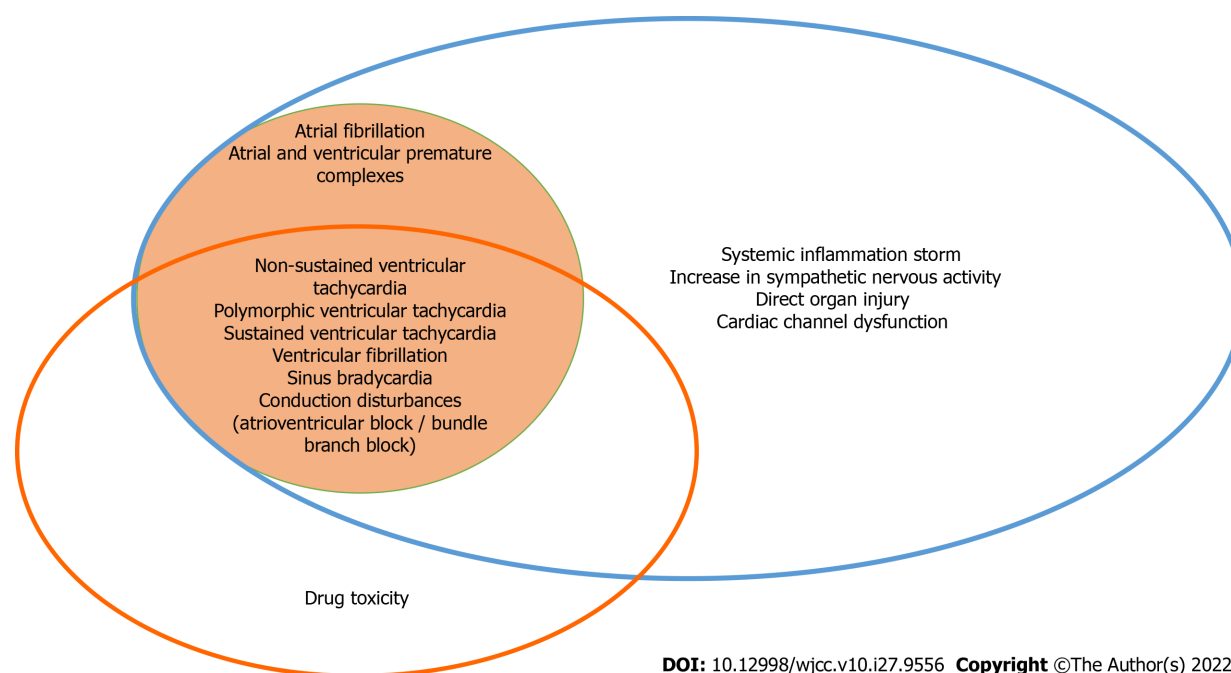 Atrial fibrillation
Atrial and ventricular premature
complexes
Non-sustained ventricular
tachycardia
Polymorphic ventricular tachycardia
Sustained ventricular tachycardia
Ventricular fibrillation
Sinus bradycardia
Conduction disturbances
(atrioventricular block / bundle
branch block)
Systemic inflammation storm
Increase in sympathetic nervous activity
Direct organ injury
Cardiac channel dysfunction
Drug toxicity
DOI: 10.12998/wjcc.v10.i27.9556 Copyright ©The Author(s) 2022